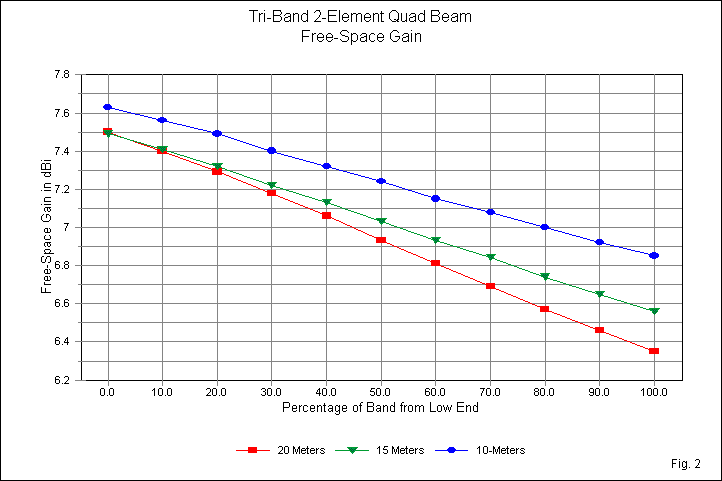 Tri-Band 2-Element Quad Beam
Free-Space Gain
Free-Space Gain in dBi
7.8
7.6
7.4
7.2
7
6.8
6.6
6.4
6.2
0.0 10.0 20.0 30.0 40.0 50.0 60.0 70.0 80.0 90.0 100.0
Percentage of Band from Low End
20 Meters 15 Meters 10-Meters
Fig. 2